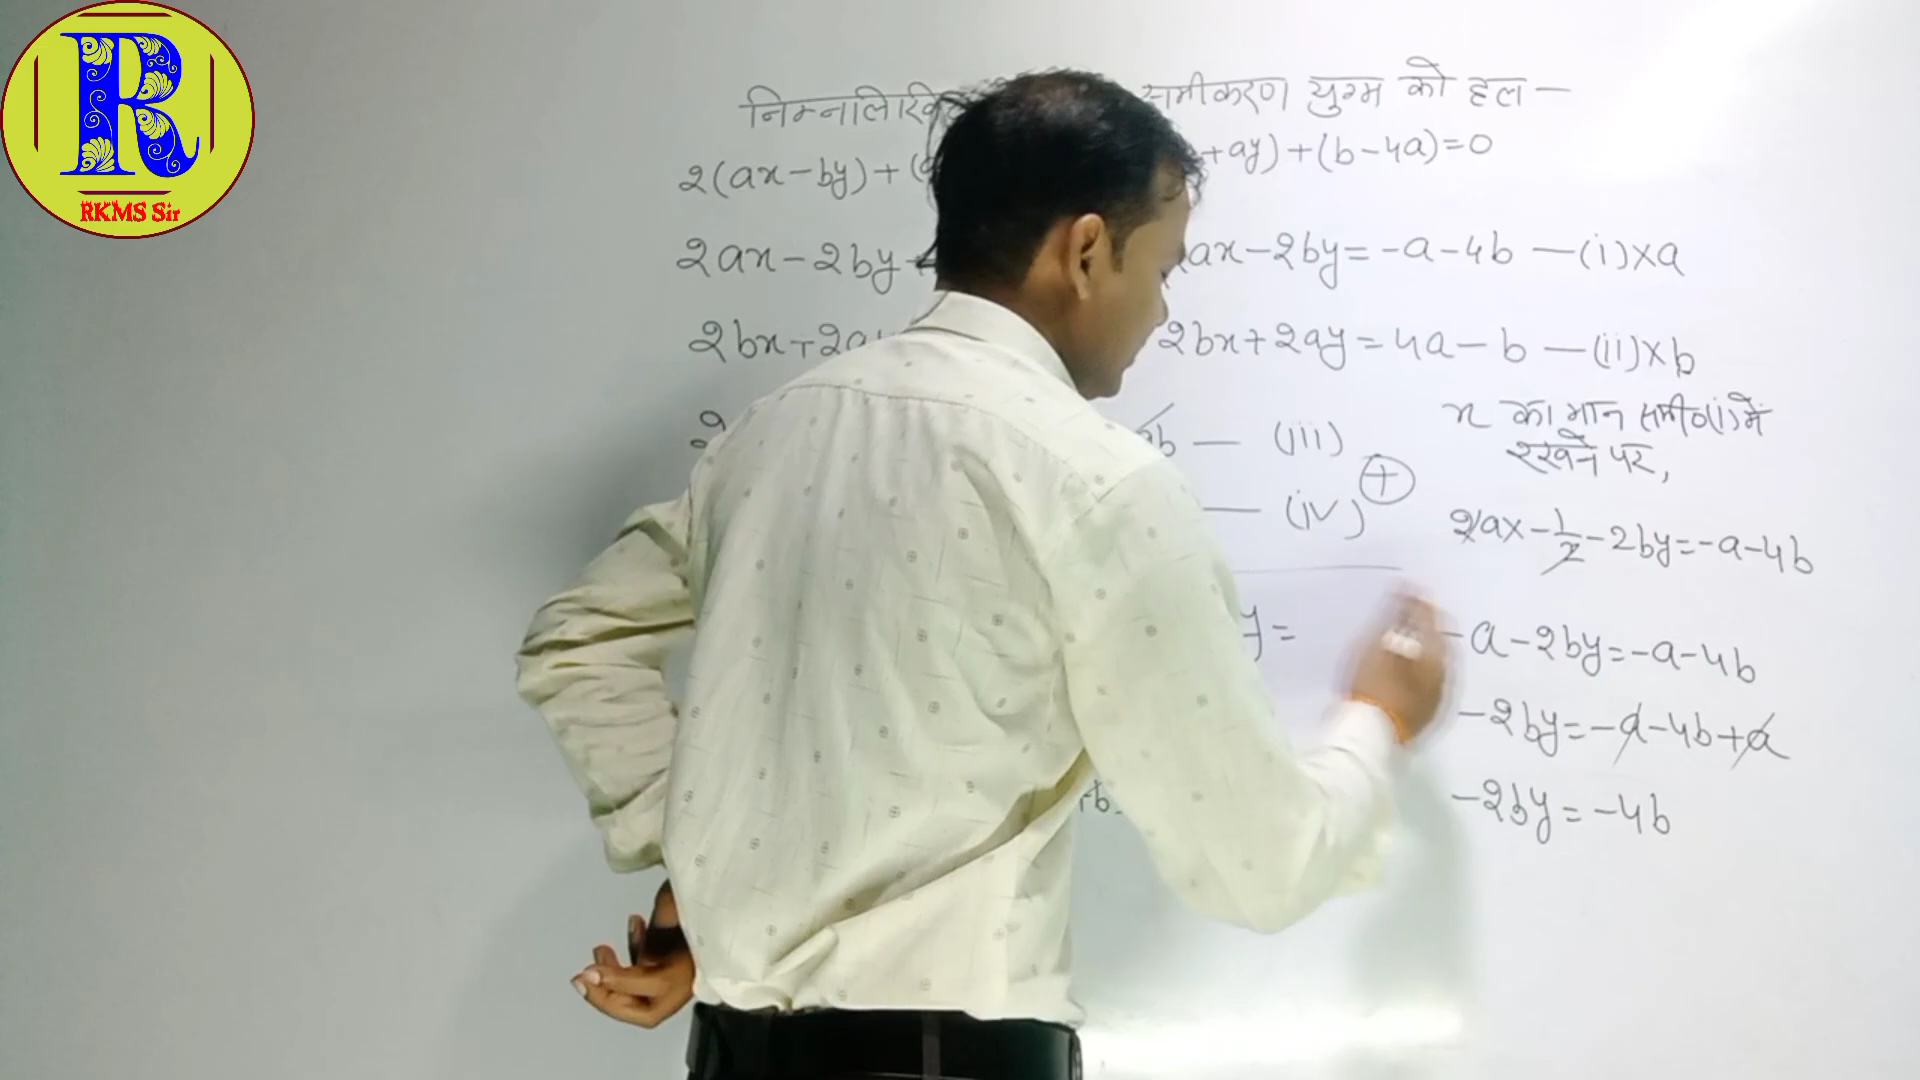 R
RKMS Sir
समीकरण युग्म को हल —
2(ax-by)+( +ay)+(b-4a)=0
2ax-2by ax-2by=-a-4b —(i)×a
2bx+2a 2bx+2ay=4a-b —(ii)×b
x का मान समी०(i) में
रखने पर,
2 b — (iii)
— (iv) +
2ax-1/2-2by=-a-4b
y=
-a-2by=-a-4b
-2by=-a-4b+a
-2by=-4b
+b